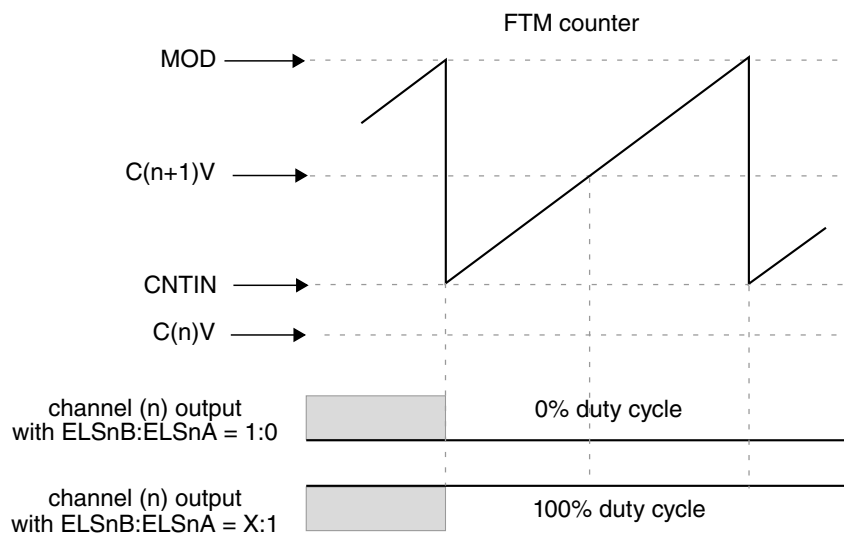 FTM counter
MOD
C(n+1)V
CNTIN
C(n)V
channel (n) output
with ELSnB:ELSnA = 1:0
0% duty cycle
channel (n) output
with ELSnB:ELSnA = X:1
100% duty cycle